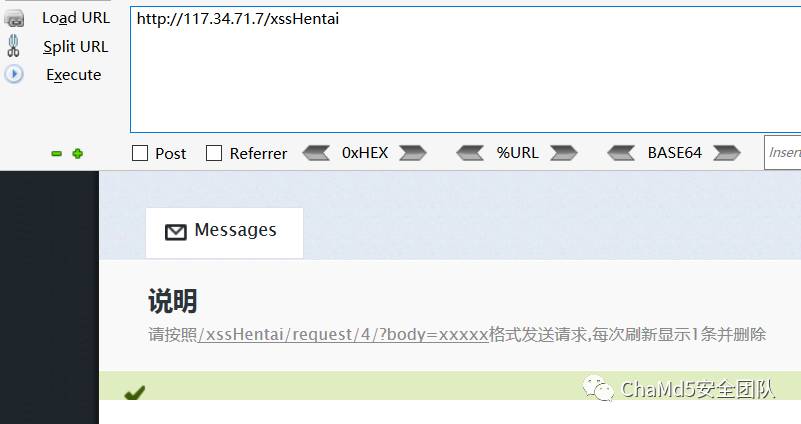 Load URL
http://117.34.71.7/xssHentai
Split URL
Execute
Post Referrer 0xHEX %URL BASE64 Insert
Messages
说明
请按照/xssHentai/request/4/?body=xxxxx格式发送请求,每次刷新显示1条并删除
ChaMd5安全团队